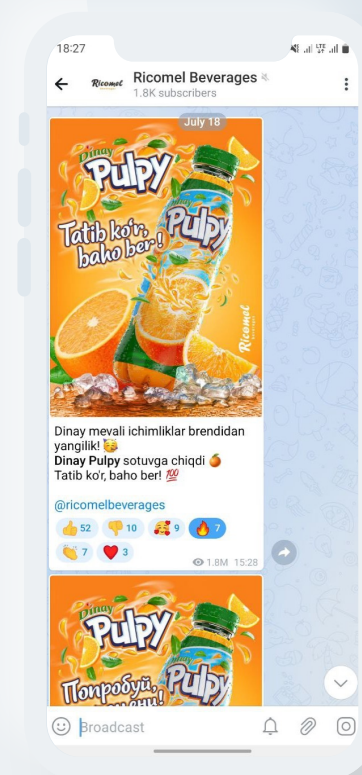 18:27
Ricomel
Ricomel Beverages
1.8K subscribers
July 18
Dinay
Pulpy
Pulpy
Tatib ko'r,
baho ber!
Ricomel
BEVERAGES
Dinay mevali ichimliklar brendidan
yangilik! 🥳
Dinay Pulpy sotuvga chiqdi 🍊
Tatib ko'r, baho ber! 💯
@ricomelbeverages
👍 52 👎 10 🥰 9 🔥 7
👏 7 ❤ 3
1.8M 15:28
Dinay
Pulpy
Pulpy
Попробуй,
Broadcast